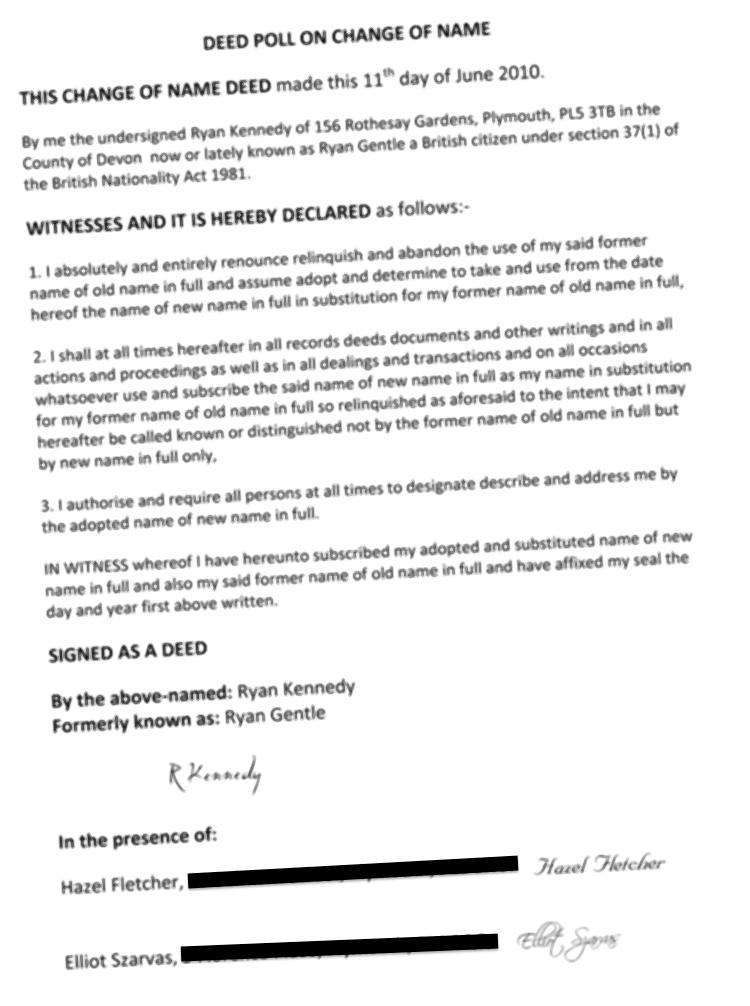 DEED POLL ON CHANGE OF NAME
THIS CHANGE OF NAME DEED made this 11th day of June 2010.
By me the undersigned Ryan Kennedy of 156 Rothesay Gardens, Plymouth, PL5 3TB in the
County of Devon now or lately known as Ryan Gentle a British citizen under section 37(1) of
the British Nationality Act 1981.
WITNESSES AND IT IS HEREBY DECLARED as follows:-
1. I absolutely and entirely renounce relinquish and abandon the use of my said former
name of old name in full and assume adopt and determine to take and use from the date
hereof the name of new name in full in substitution for my former name of old name in full,
2. I shall at all times hereafter in all records deeds documents and other writings and in all
actions and proceedings as well as in all dealings and transactions and on all occasions
whatsoever use and subscribe the said name of new name in full as my name in substitution
for my former name of old name in full so relinquished as aforesaid to the intent that I may
hereafter be called known or distinguished not by the former name of old name in full but
by new name in full only,
3. I authorise and require all persons at all times to designate describe and address me by
the adopted name of new name in full.
IN WITNESS whereof I have hereunto subscribed my adopted and substituted name of new
name in full and also my said former name of old name in full and have affixed my seal the
day and year first above written.
SIGNED AS A DEED
By the above-named: Ryan Kennedy
Formerly known as: Ryan Gentle
R Kennedy
In the presence of:
Hazel Fletcher, Hazel Fletcher
Elliot Szarvas, Elliot Szarvas